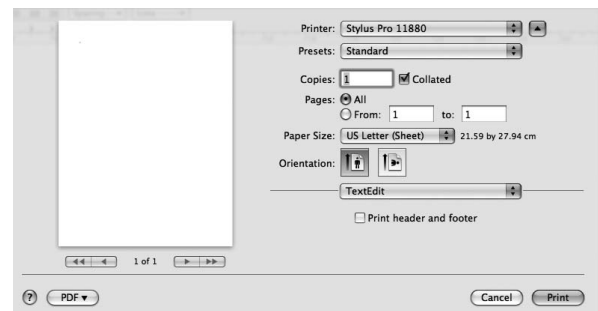 Printer: Stylus Pro 11880
Presets: Standard
Copies: 1 Collated
Pages: All
From: 1 to: 1
Paper Size: US Letter (Sheet) 21.59 by 27.94 cm
Orientation:
TextEdit
Print header and footer
1 of 1
? PDF▼ Cancel Print